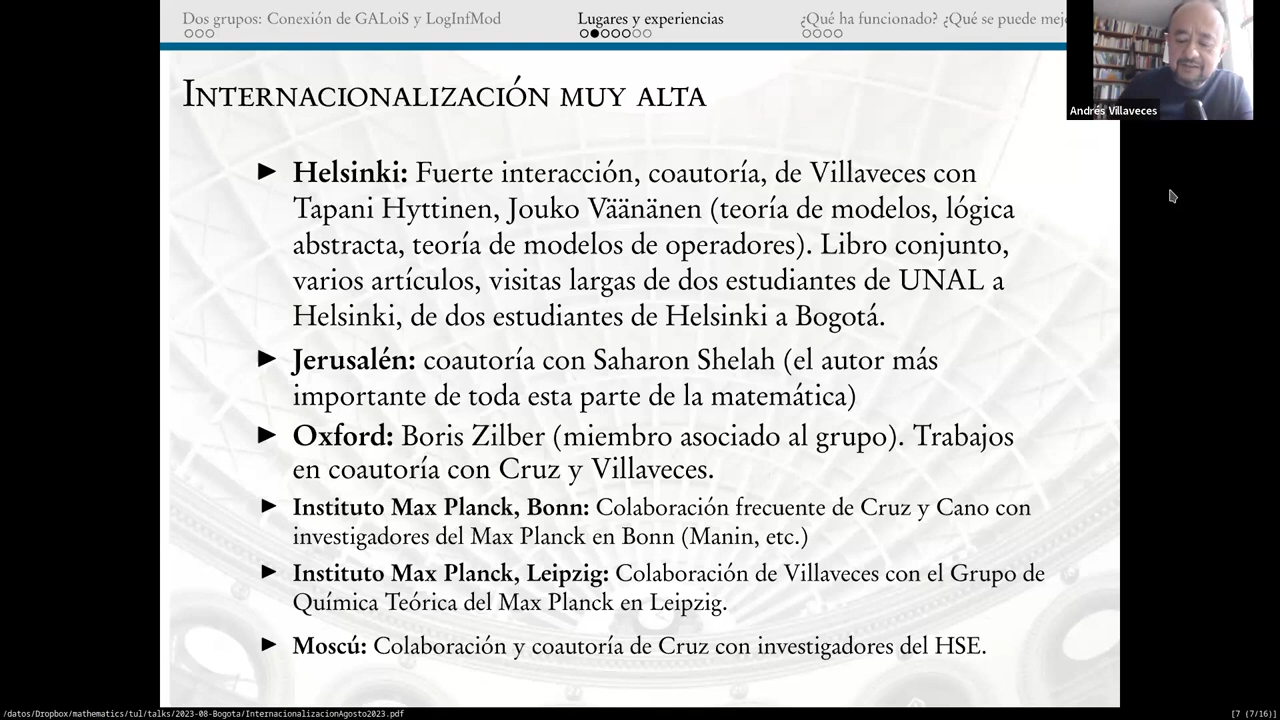 Dos grupos: Conexión de GALoiS y LogInfMod
Lugares y experiencias
¿Qué ha funcionado? ¿Qué se puede mej
Andrés Villaveces
Internacionalización muy alta
► Helsinki: Fuerte interacción, coautoría, de Villaveces con
Tapani Hyttinen, Jouko Väänänen (teoría de modelos, lógica
abstracta, teoría de modelos de operadores). Libro conjunto,
varios artículos, visitas largas de dos estudiantes de UNAL a
Helsinki, de dos estudiantes de Helsinki a Bogotá.
► Jerusalén: coautoría con Saharon Shelah (el autor más
importante de toda esta parte de la matemática)
► Oxford: Boris Zilber (miembro asociado al grupo). Trabajos
en coautoría con Cruz y Villaveces.
► Instituto Max Planck, Bonn: Colaboración frecuente de Cruz y Cano con
investigadores del Max Planck en Bonn (Manin, etc.)
► Instituto Max Planck, Leipzig: Colaboración de Villaveces con el Grupo de
Química Teórica del Max Planck en Leipzig.
► Moscú: Colaboración y coautoría de Cruz con investigadores del HSE.
/datos/Dropbox/mathematics/tul/talks/2023-08-Bogota/InternacionalizacionAgosto2023.pdf
[7 (7/16)]